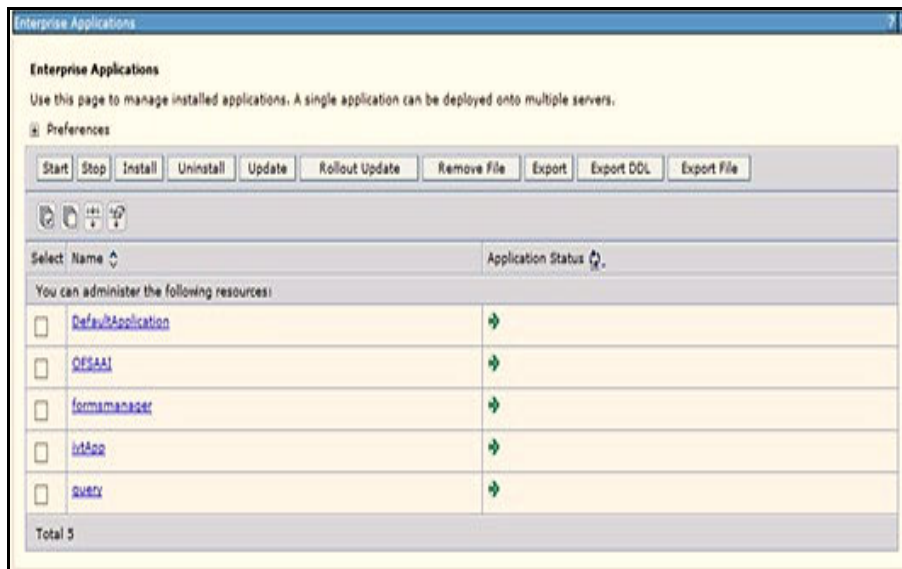 Enterprise Applications ?
Enterprise Applications
Use this page to manage installed applications. A single application can be deployed onto multiple servers.
+ Preferences
Start Stop Install Uninstall Update Rollout Update Remove File Export Export DDL Export File
Select Name Application Status
You can administer the following resources:
DefaultApplication
OFSAAI
formsmanager
ivtApp
query
Total 5